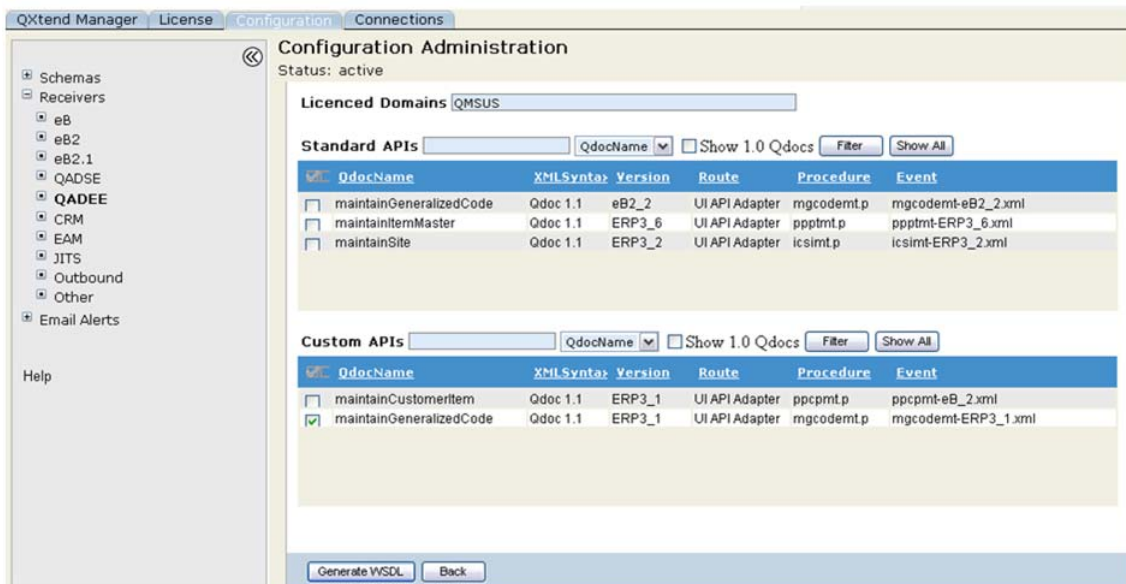 QXtend Manager License Configuration Connections
Configuration Administration
Status: active
Schemas
Receivers
eB
eB2
eB2.1
QADSE
QADEE
CRM
EAM
JITS
Outbound
Other
Email Alerts
Help
Licenced Domains QMSUS
Standard APIs QdocName Show 1.0 Qdocs Filter Show All
QdocName XMLSyntax Version Route Procedure Event
maintainGeneralizedCode Qdoc 1.1 eB2_2 UI API Adapter mgcodemt.p mgcodemt-eB2_2.xml
maintainItemMaster Qdoc 1.1 ERP3_6 UI API Adapter ppptmt.p ppptmt-ERP3_6.xml
maintainSite Qdoc 1.1 ERP3_2 UI API Adapter icsimt.p icsimt-ERP3_2.xml
Custom APIs QdocName Show 1.0 Qdocs Filter Show All
QdocName XMLSyntax Version Route Procedure Event
maintainCustomerItem Qdoc 1.1 ERP3_1 UI API Adapter ppcpmt.p ppcpmt-eB_2.xml
maintainGeneralizedCode Qdoc 1.1 ERP3_1 UI API Adapter mgcodemt.p mgcodemt-ERP3_1.xml
Generate WSDL Back